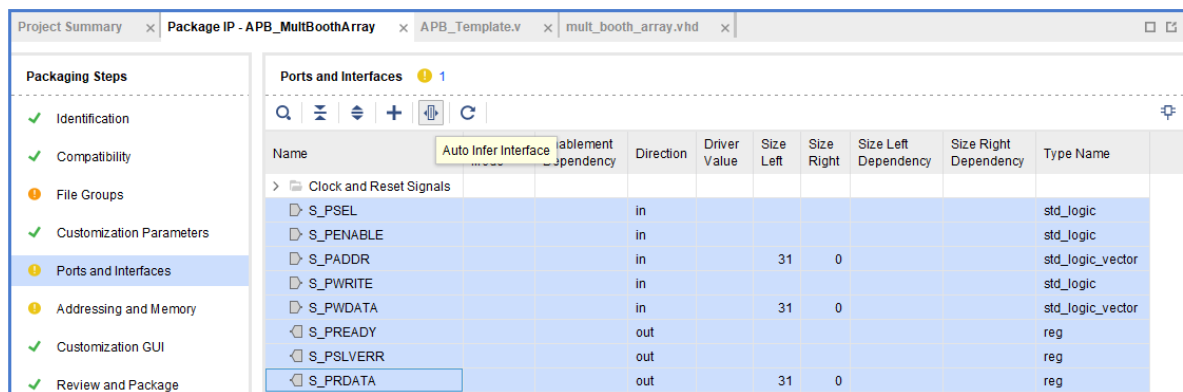 Project Summary × Package IP - APB_MultBoothArray × APB_Template.v × mult_booth_array.vhd ×
Packaging Steps
Identification
Compatibility
File Groups
Customization Parameters
Ports and Interfaces
Addressing and Memory
Customization GUI
Review and Package
Ports and Interfaces 1
Auto Infer Interface
Name Direction Driver Value Size Left Size Right Size Left Dependency Size Right Dependency Type Name
Clock and Reset Signals
S_PSEL in std_logic
S_PENABLE in std_logic
S_PADDR in 31 0 std_logic_vector
S_PWRITE in std_logic
S_PWDATA in 31 0 std_logic_vector
S_PREADY out reg
S_PSLVERR out reg
S_PRDATA out 31 0 reg